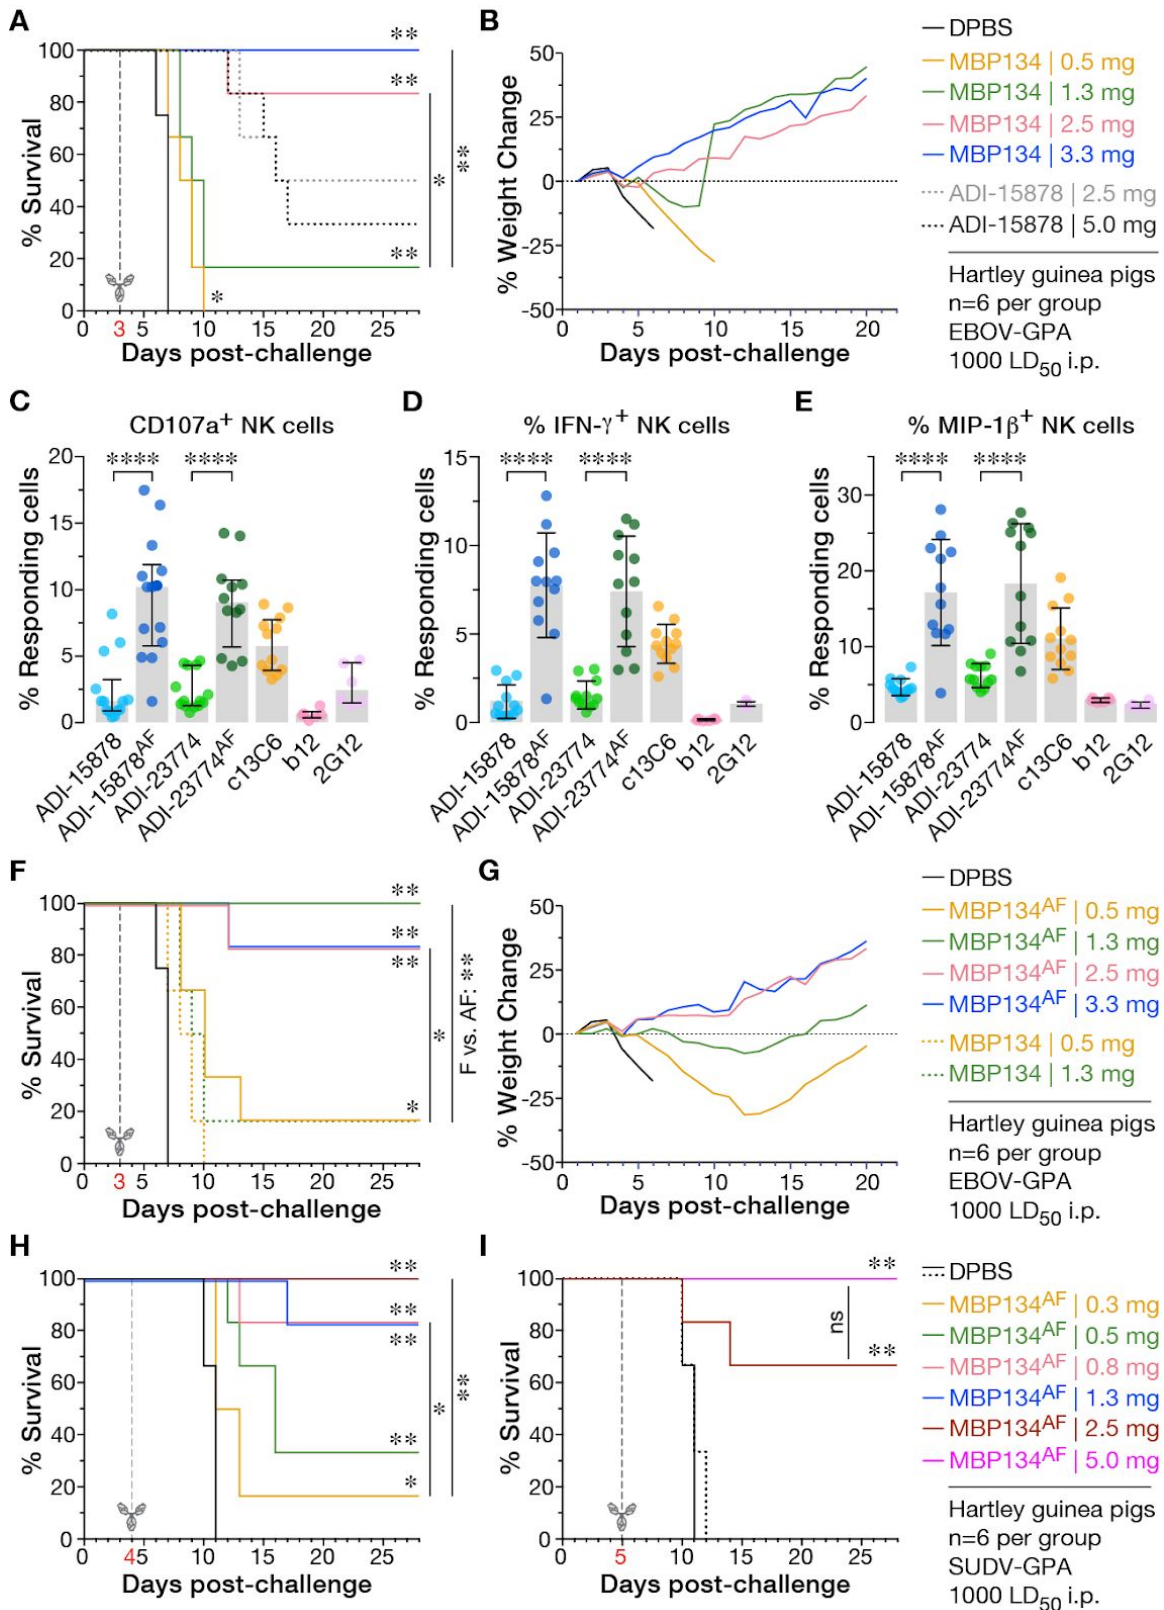 A
% Survival
100
80
60
40
20
0
**
**
*
**
**
*
0 3 5 10 15 20 25
Days post-challenge
B
% Weight Change
50
25
0
-25
-50
0 5 10 15 20
Days post-challenge
DPBS
MBP134 | 0.5 mg
MBP134 | 1.3 mg
MBP134 | 2.5 mg
MBP134 | 3.3 mg
ADI-15878 | 2.5 mg
ADI-15878 | 5.0 mg
Hartley guinea pigs
n=6 per group
EBOV-GPA
1000 LD50 i.p.
C
CD107a+ NK cells
% Responding cells
20
15
10
5
0
**** ****
ADI-15878
ADI-15878AF
ADI-23774
ADI-23774AF
c13C6
b12
2G12
D
% IFN-γ+ NK cells
% Responding cells
15
10
5
0
**** ****
ADI-15878
ADI-15878AF
ADI-23774
ADI-23774AF
c13C6
b12
2G12
E
% MIP-1β+ NK cells
% Responding cells
30
20
10
0
**** ****
ADI-15878
ADI-15878AF
ADI-23774
ADI-23774AF
c13C6
b12
2G12
F
% Survival
100
80
60
40
20
0
**
**
**
*
F vs. AF: **
*
0 3 5 10 15 20 25
Days post-challenge
G
% Weight Change
50
25
0
-25
-50
0 5 10 15 20
Days post-challenge
DPBS
MBP134AF | 0.5 mg
MBP134AF | 1.3 mg
MBP134AF | 2.5 mg
MBP134AF | 3.3 mg
MBP134 | 0.5 mg
MBP134 | 1.3 mg
Hartley guinea pigs
n=6 per group
EBOV-GPA
1000 LD50 i.p.
H
% Survival
100
80
60
40
20
0
**
**
**
*
**
**
*
0 4 5 10 15 20 25
Days post-challenge
I
% Survival
100
80
60
40
20
0
**
ns
**
0 5 10 15 20 25
Days post-challenge
DPBS
MBP134AF | 0.3 mg
MBP134AF | 0.5 mg
MBP134AF | 0.8 mg
MBP134AF | 1.3 mg
MBP134AF | 2.5 mg
MBP134AF | 5.0 mg
Hartley guinea pigs
n=6 per group
SUDV-GPA
1000 LD50 i.p.